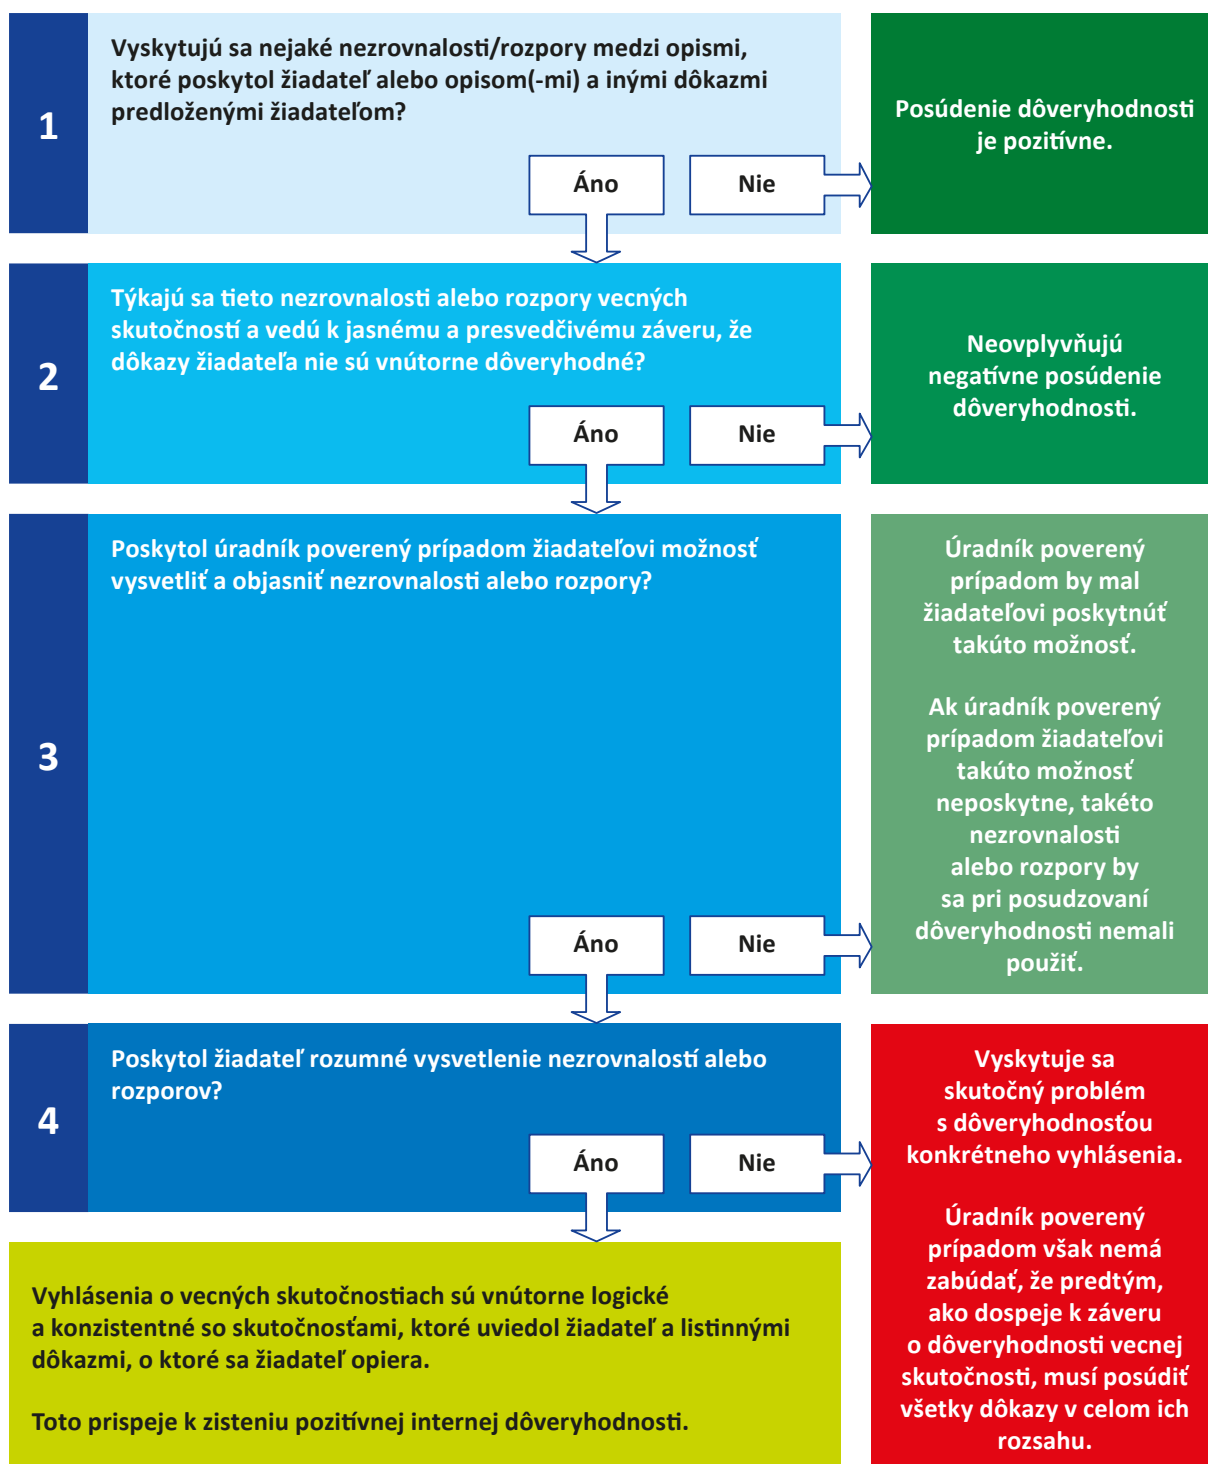 1
Vyskytujú sa nejaké nezrovnalosti/rozpory medzi opismi,
ktoré poskytol žiadateľ alebo opisom(-mi) a inými dôkazmi
predloženými žiadateľom?
Áno
Nie
Posúdenie dôveryhodnosti
je pozitívne.
2
Týkajú sa tieto nezrovnalosti alebo rozpory vecných
skutočností a vedú k jasnému a presvedčivému záveru, že
dôkazy žiadateľa nie sú vnútorne dôveryhodné?
Áno
Nie
Neovplyvňujú
negatívne posúdenie
dôveryhodnosti.
3
Poskytol úradník poverený prípadom žiadateľovi možnosť
vysvetliť a objasniť nezrovnalosti alebo rozpory?
Áno
Nie
Úradník poverený
prípadom by mal
žiadateľovi poskytnúť
takúto možnosť.
Ak úradník poverený
prípadom žiadateľovi
takúto možnosť
neposkytne, takéto
nezrovnalosti
alebo rozpory by
sa pri posudzovaní
dôveryhodnosti nemali
použiť.
4
Poskytol žiadateľ rozumné vysvetlenie nezrovnalostí alebo
rozporov?
Áno
Nie
Vyskytuje sa
skutočný problém
s dôveryhodnosťou
konkrétneho vyhlásenia.
Úradník poverený
prípadom však nemá
zabúdať, že predtým,
ako dospeje k záveru
o dôveryhodnosti vecnej
skutočnosti, musí posúdiť
všetky dôkazy v celom ich
rozsahu.
Vyhlásenia o vecných skutočnostiach sú vnútorne logické
a konzistentné so skutočnosťami, ktoré uviedol žiadateľ a listinnými
dôkazmi, o ktoré sa žiadateľ opiera.
Toto prispeje k zisteniu pozitívnej internej dôveryhodnosti.